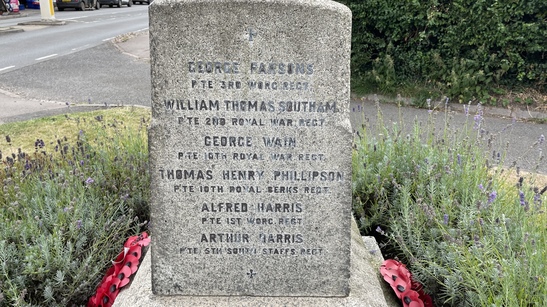 GEORGE PARSONS
PTE 3RD WORC. REGT.
WILLIAM THOMAS SOUTHAM
PTE 2ND ROYAL WAR. REGT.
GEORGE WAIN
PTE 10TH ROYAL WAR. REGT.
THOMAS HENRY PHILLIPSON
PTE 10TH ROYAL BERKS. REGT.
ALFRED HARRIS
PTE 1ST WORC. REGT.
ARTHUR HARRIS
PTE 5TH SOUTH STAFFS. REGT.